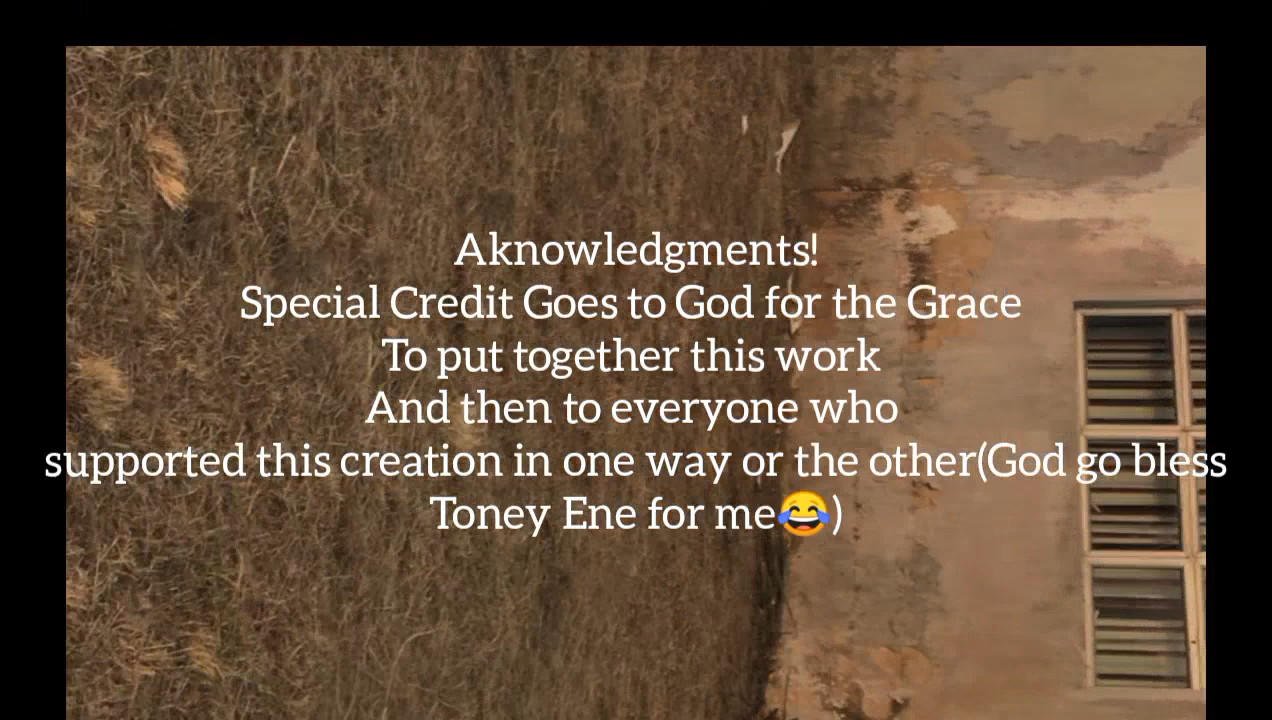 Aknowledgments!
Special Credit Goes to God for the Grace
To put together this work
And then to everyone who
supported this creation in one way or the other(God go bless
Toney Ene for me😂)